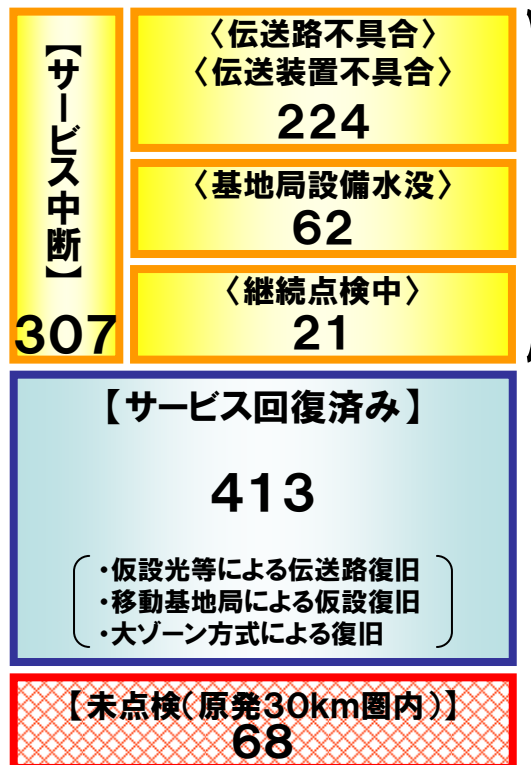 【サービス中断】
307
〈伝送路不具合〉
〈伝送装置不具合〉
224
〈基地局設備水没〉
62
〈継続点検中〉
21
【サービス回復済み】
413
・仮設光等による伝送路復旧
・移動基地局による仮設復旧
・大ゾーン方式による復旧
【未点検(原発30km圏内)】
68